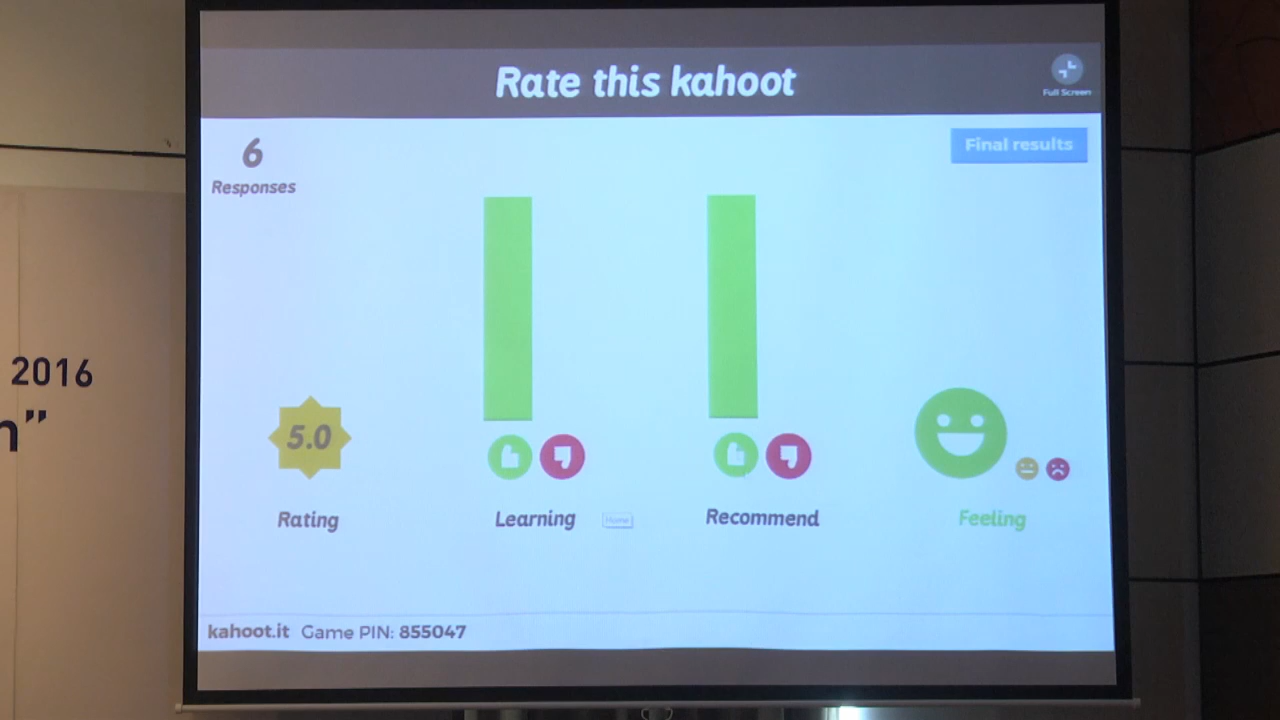 Rate this kahoot
Full Screen
6
Responses
Final results
5.0
Rating
Learning
Home
Recommend
Feeling
kahoot.it Game PIN: 855047
2016
n"